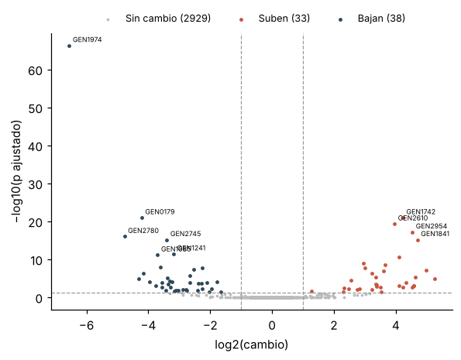 Sin cambio (2929) Suben (33) Bajan (38)
GEN1974
60
50
40
30
20
10
0
−log10(p ajustado)
GEN0179
GEN1742
GEN2610
GEN2780
GEN2745
GEN2954
GEN1841
GEN1241
−6 −4 −2 0 2 4
log2(cambio)